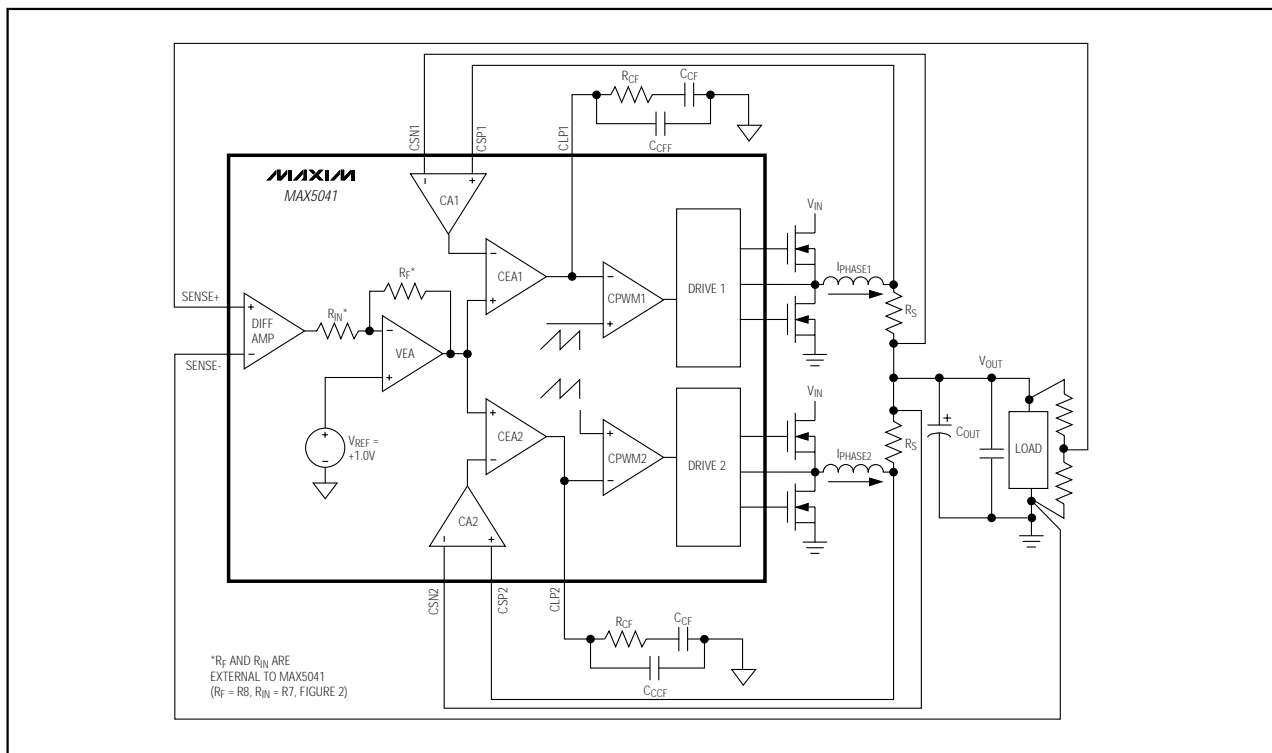 RCF
CCF
CCFF
CSN1
CSP1
CLP1
MAXIM
MAX5041
CA1
VIN
SENSE+
SENSE-
DIFF
AMP
RIN*
RF*
VEA
CEA1
CPWM1
DRIVE 1
IPHASE1
RS
VREF =
+1.0V
CEA2
CPWM2
DRIVE 2
VIN
IPHASE2
RS
VOUT
COUT
LOAD
CA2
CSN2
CSP2
CLP2
RCF
CCF
CCCF
*RF AND RIN ARE
EXTERNAL TO MAX5041
(RF = R8, RIN = R7, FIGURE 2)